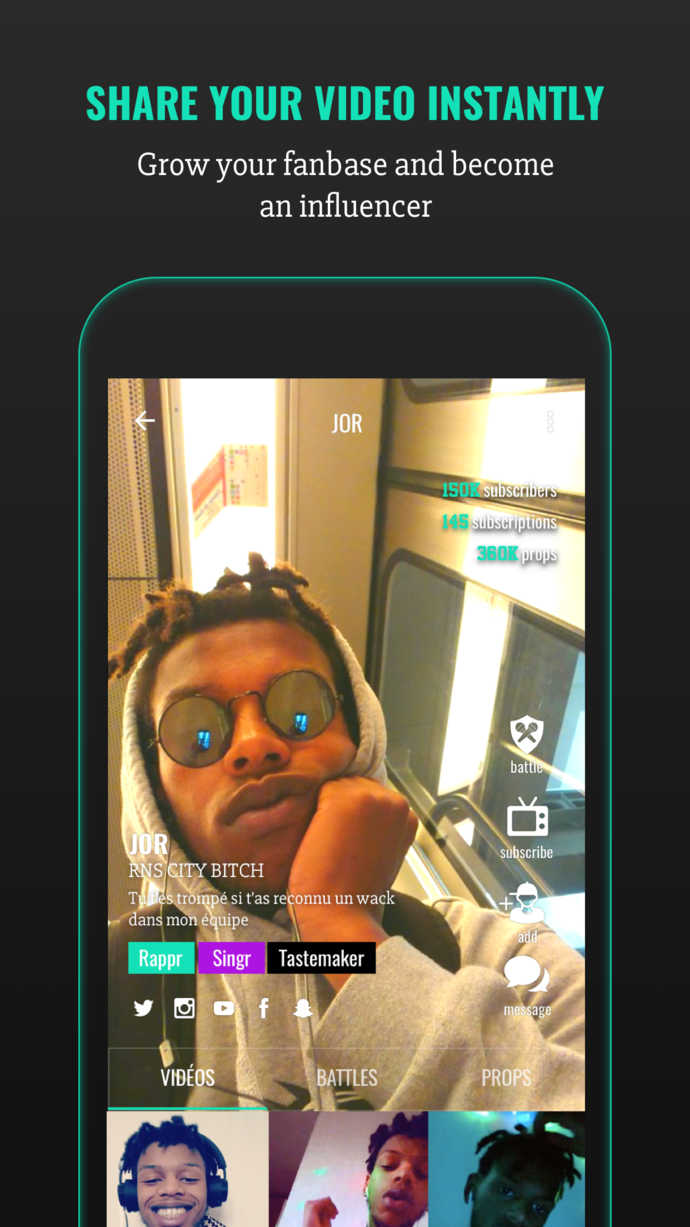 SHARE YOUR VIDEO INSTANTLY
Grow your fanbase and become
an influencer
JOR
150K subscribers
145 subscriptions
360K props
battle
subscribe
add
message
JOR
RNS CITY BITCH
Tu t'es trompé si t'as reconnu un wack
dans mon équipe
Rappr Singr Tastemaker
VIDÉOS BATTLES PROPS